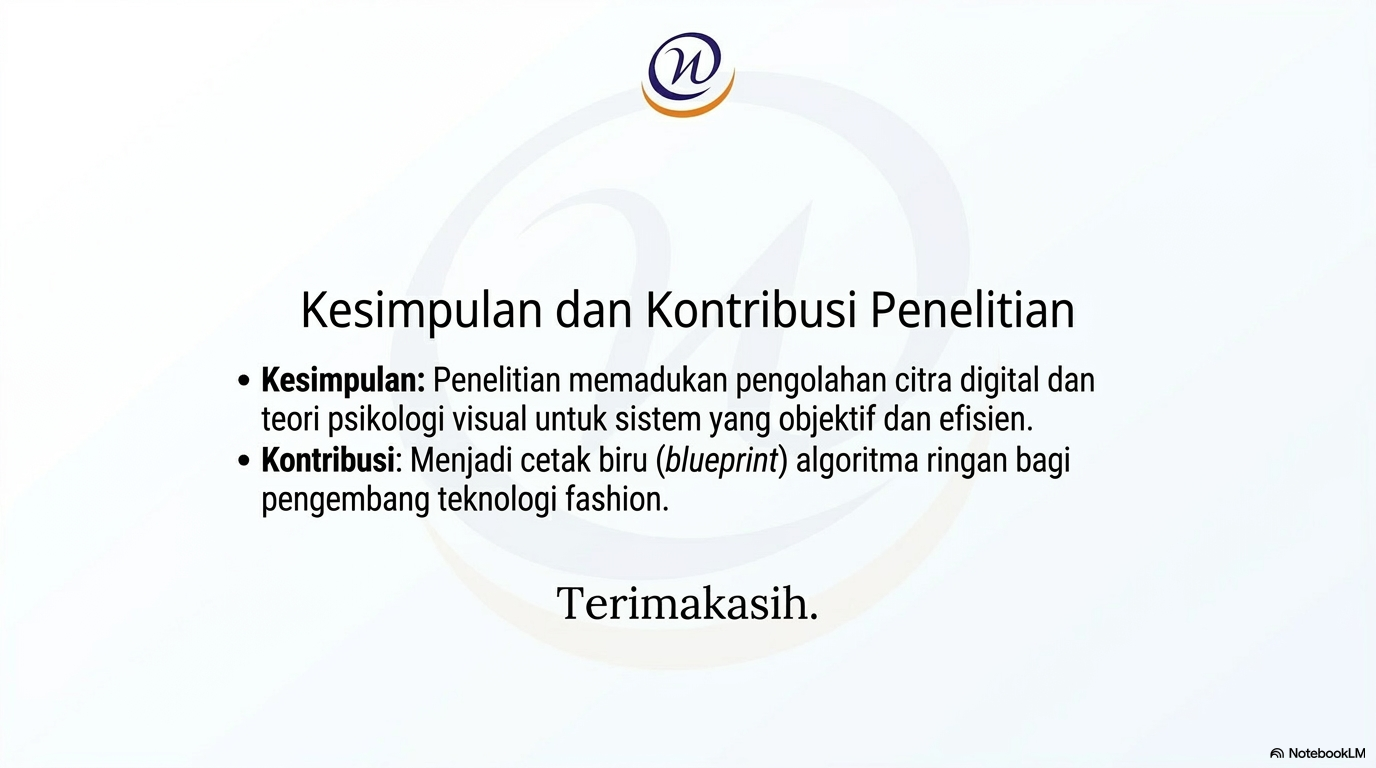 Kesimpulan dan Kontribusi Penelitian
• Kesimpulan: Penelitian memadukan pengolahan citra digital dan
teori psikologi visual untuk sistem yang objektif dan efisien.
• Kontribusi: Menjadi cetak biru (blueprint) algoritma ringan bagi
pengembang teknologi fashion.
Terimakasih.
NotebookLM